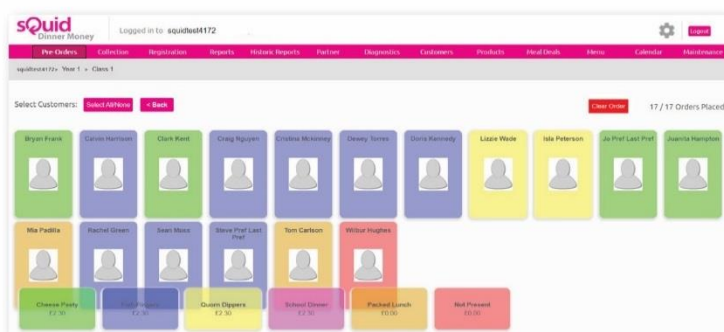 sQuid
Dinner Money
Logged in to squidtest4172
Logout
Pre-Orders Collection Registration Reports Historic Reports Partner Diagnostics Customers Products Meal Deals Menu Calendar Maintenance
squidtest4172> Year 1 > Class 1
Select Customers: Select All/None < Back Clear Order 17 / 17 Orders Placed
Bryan Frank Calvin Harrison Clark Kent Craig Nguyen Cristina Mckinney Dewey Torres Doris Kennedy Lizzie Wade Isla Peterson Jo Pref Last Pref Juanita Hampton
Mia Padilla Rachel Green Sean Moss Steve Pref Last Tom Carlson Wilbur Hughes
Pref
Cheese Pasty Quorn Dippers School Dinner Packed Lunch Not Present
£2.30 £2.30 £2.30 £2.30 £0.00 £0.00